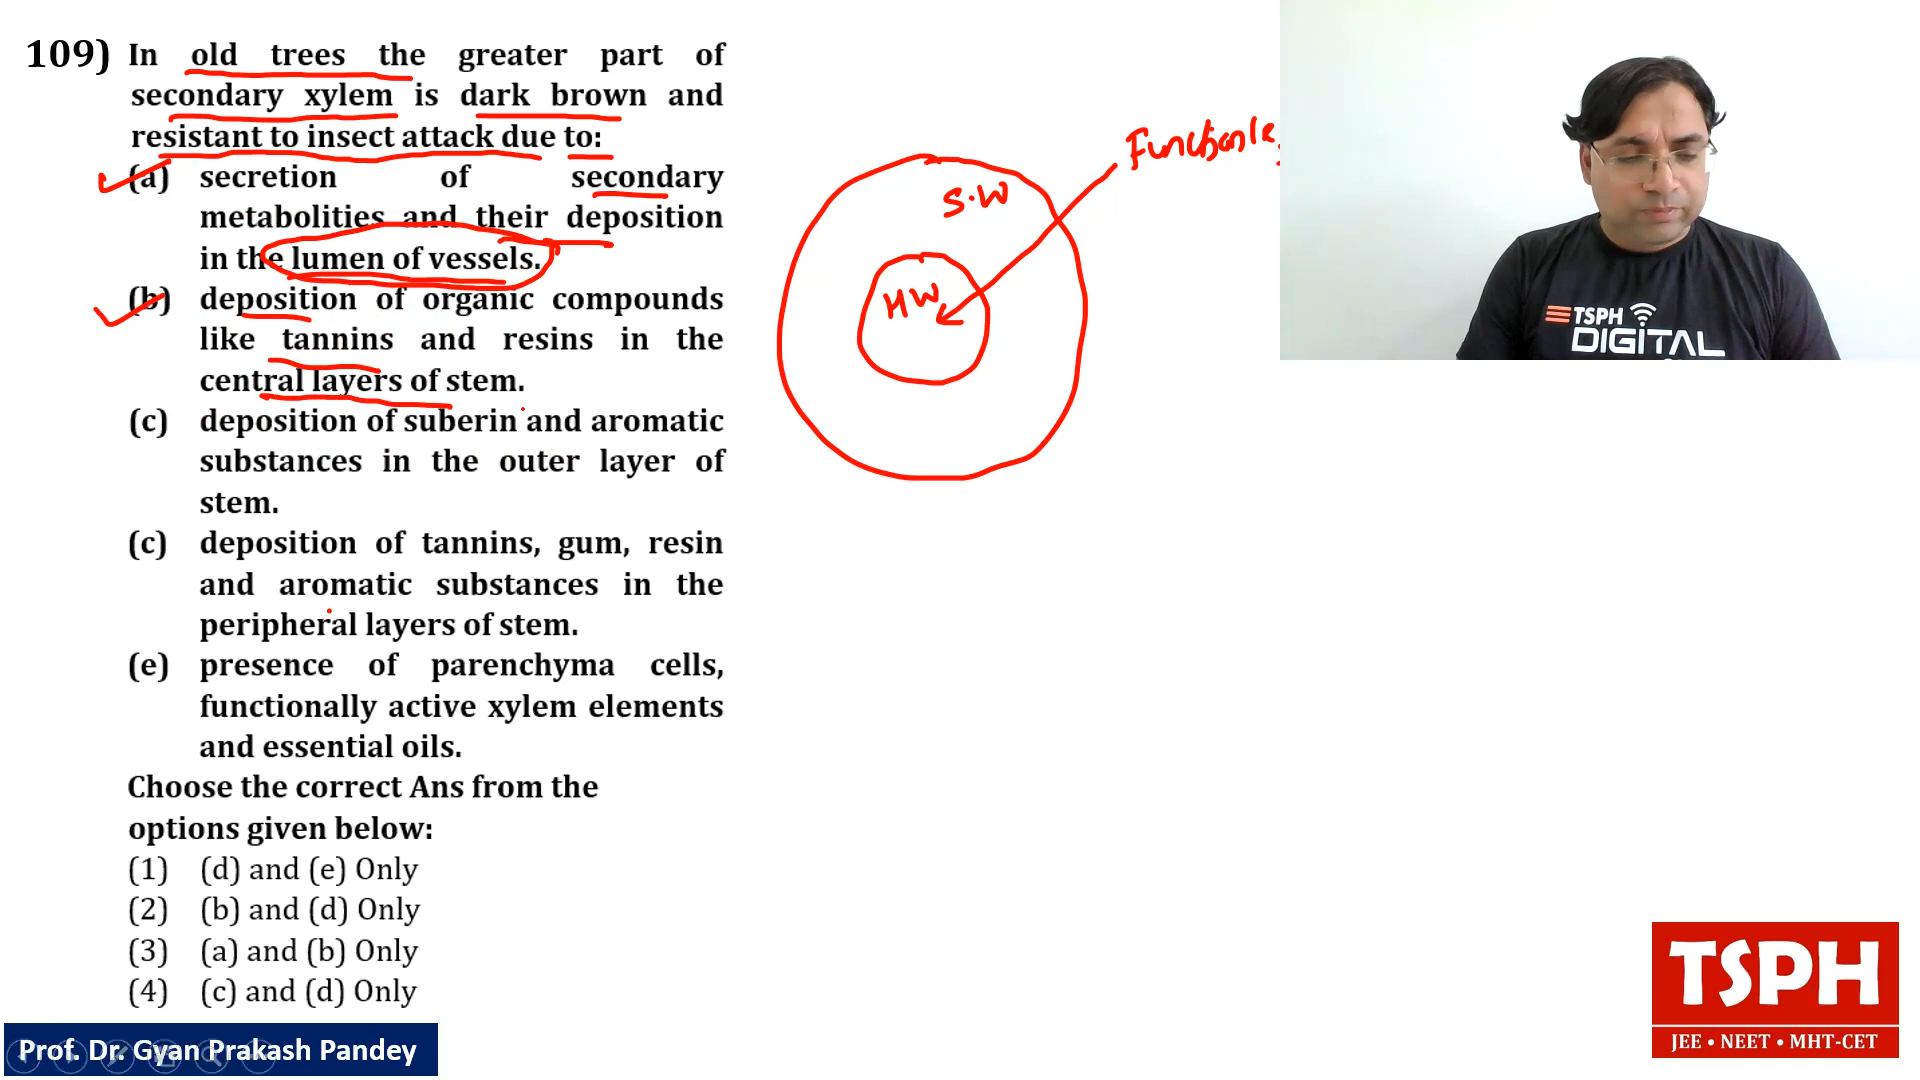 109) In old trees the greater part of
secondary xylem is dark brown and
resistant to insect attack due to:
(a) secretion of secondary
metabolities and their deposition
in the lumen of vessels.
(b) deposition of organic compounds
like tannins and resins in the
central layers of stem.
(c) deposition of suberin and aromatic
substances in the outer layer of
stem.
(c) deposition of tannins, gum, resin
and aromatic substances in the
peripheral layers of stem.
(e) presence of parenchyma cells,
functionally active xylem elements
and essential oils.
Choose the correct Ans from the
options given below:
(1) (d) and (e) Only
(2) (b) and (d) Only
(3) (a) and (b) Only
(4) (c) and (d) Only
Prof. Dr. Gyan Prakash Pandey
S.W
HW
TSPH
DIGITAL
TSPH
JEE • NEET • MHT-CET